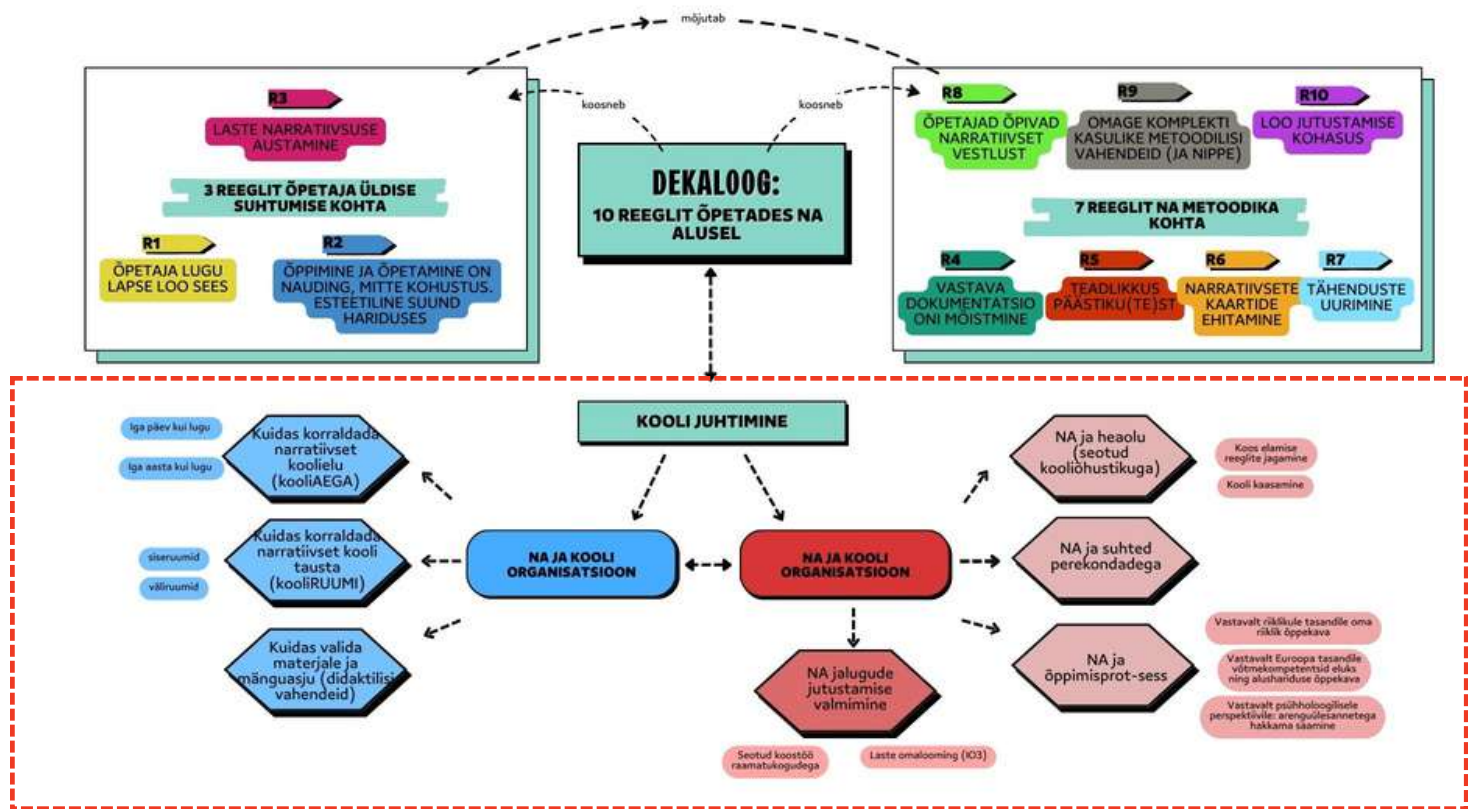 mõjutab
R3
LASTE NARRATIIVSUSE
AUSTAMINE
3 REEGLIT ÕPETAJA ÜLDISE
SUHTUMISE KOHTA
R1
ÕPETAJA LUGU
LAPSE LOO SEES
R2
ÕPPIMINE JA ÕPETAMINE ON
NAUDING, MITTE KOHUSTUS.
ESTEETILINE SUUND
HARIDUSES
koosneb
koosneb
DEKALOOG:
10 REEGLIT ÕPETADES NA
ALUSEL
R8
ÕPETAJAD ÕPIVAD
NARRATIIVSET
VESTLUST
R9
OMAGE KOMPLEKTI
KASULIKE METOODILISI
VAHENDEID (JA NIPPE)
R10
LOO JUTUSTAMISE
KOHASUS
7 REEGLIT NA METOODIKA
KOHTA
R4
VASTAVA
DOKUMENTATSIO
ONI MÕISTMINE
R5
TEADLIKKUS
PÄÄSTIKU(TE)ST
R6
NARRATIIVSETE
KAARTIDE
EHITAMINE
R7
TÄHENDUSTE
UURIMINE
KOOLI JUHTIMINE
Iga päev kui lugu
Iga aasta kui lugu
Kuidas korraldada
narratiivset
koolielu
(kooliAEGA)
siseruumid
väliruumid
Kuidas korraldada
narratiivset kooli
tausta
(kooliRUUMI)
Kuidas valida
materjale ja
mänguasju (didaktilisi
vahendeid)
NA JA KOOLI
ORGANISATSIOON
NA JA KOOLI
ORGANISATSIOON
NA ja heaolu
(seotud
kooliõhustikuga)
Koos elamise
reeglite jagamine
Kooli kaasamine
NA ja suhted
perekondadega
NA ja
õppimisprot-sess
Vastavalt riiklikule tasandile oma
riiklik õppekava
Vastavalt Euroopa tasandile
võtmekompetentsid eluks
ning alushariduse õppekava
Vastavalt psühholoogilisele
perspektiivile: arenguülesannetega
hakkama saamine
NA jalugude
jutustamise
valmimine
Seotud koostöö
raamatukogudega
Laste omalooming (IO3)